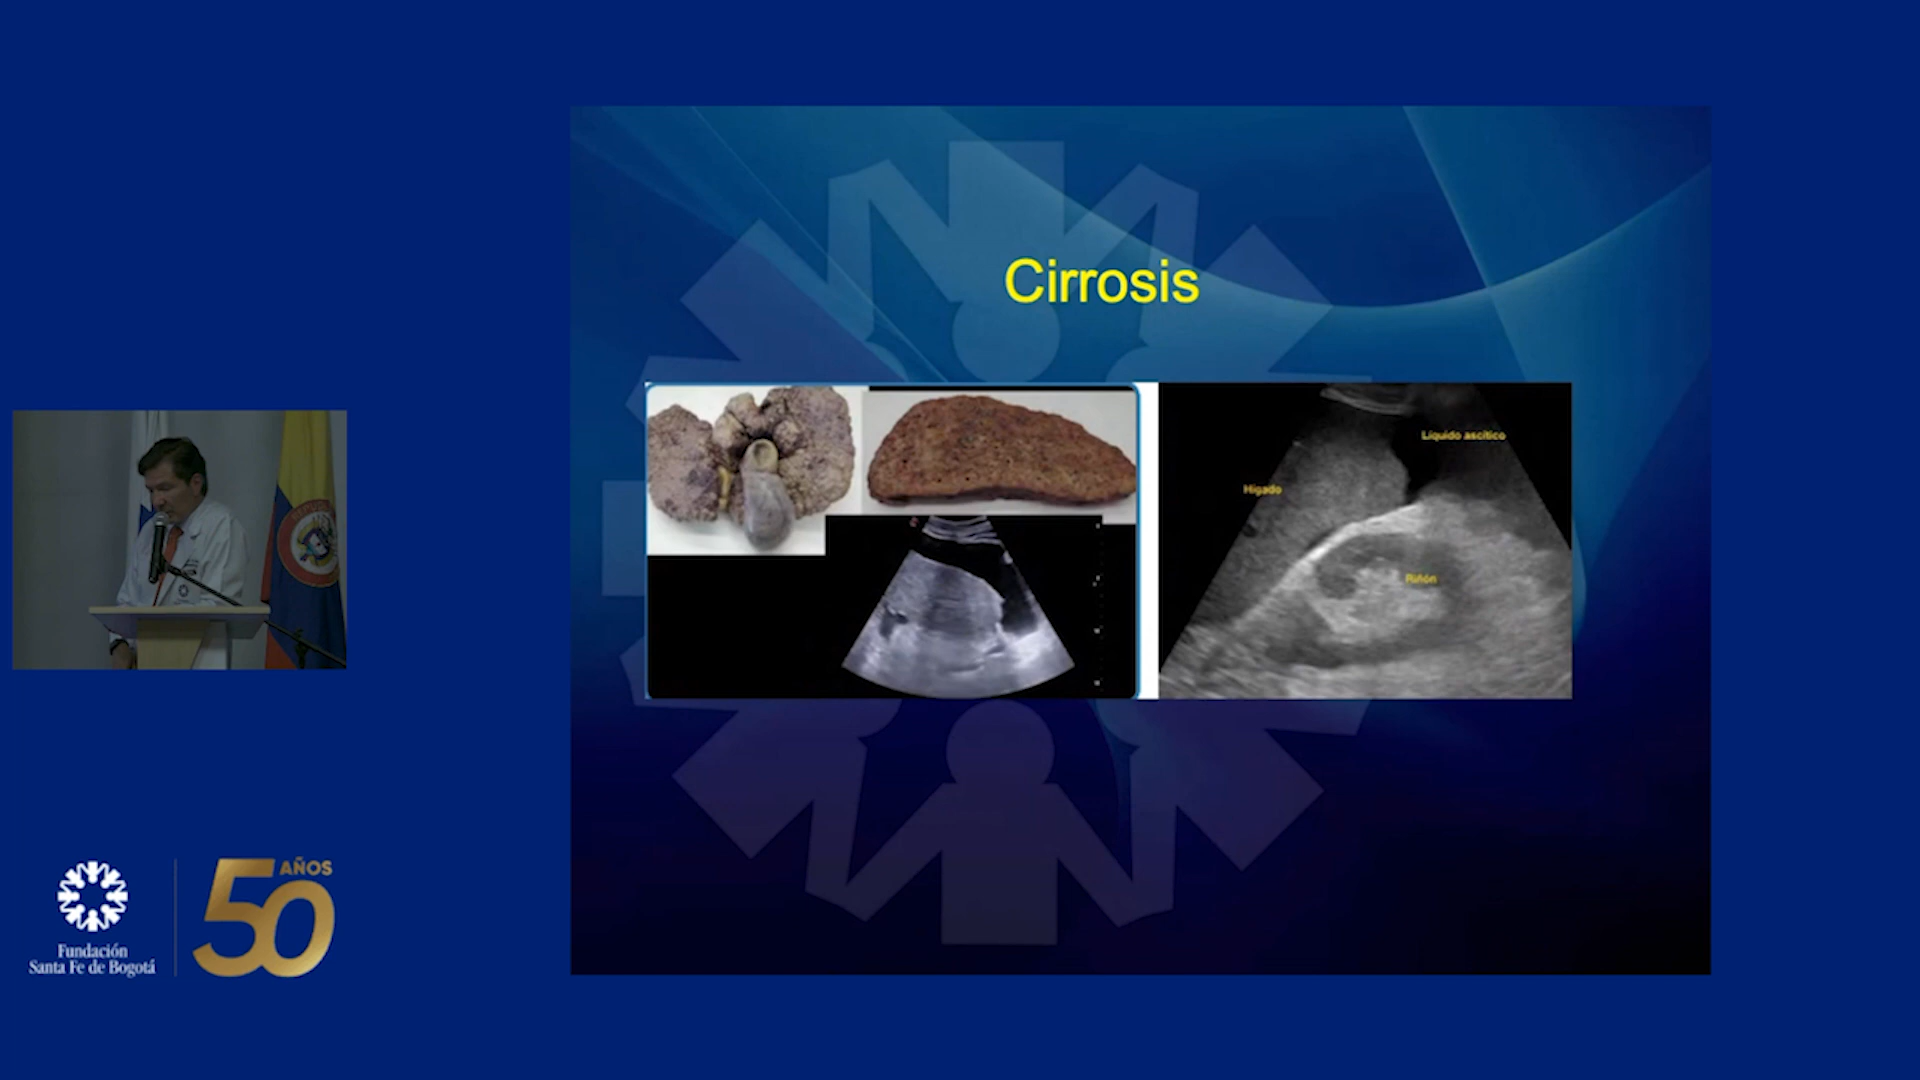 Cirrosis
Líquido ascítico
Hígado
Riñón
Fundación
Santa Fe de Bogotá
50 AÑOS